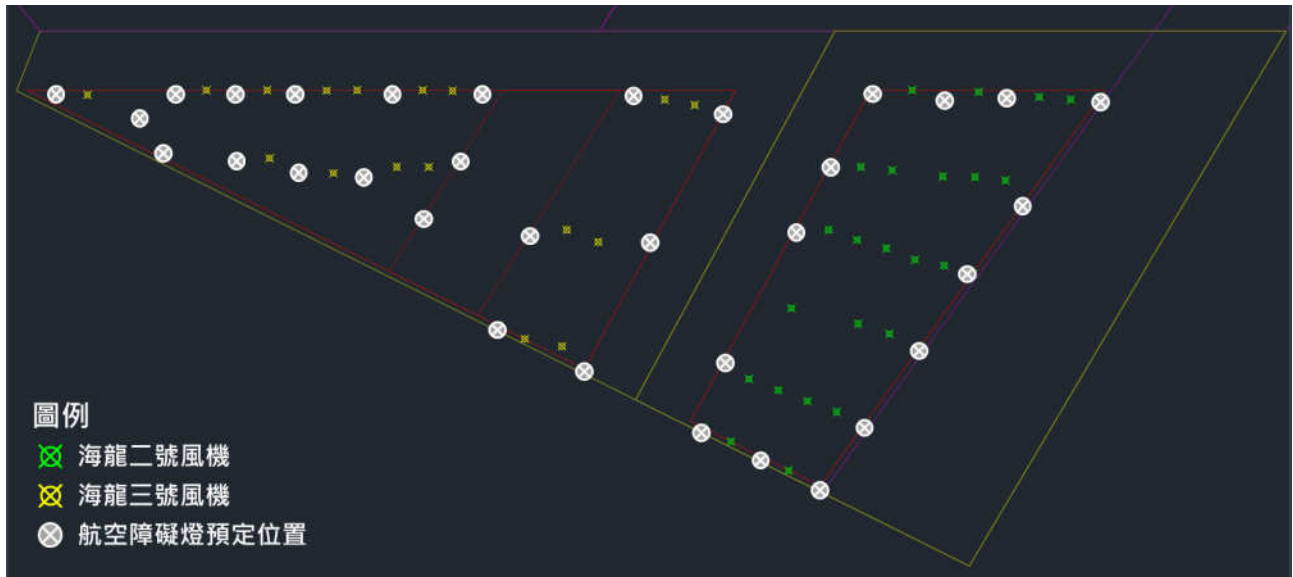 圖例
海龍二號風機
海龍三號風機
航空障礙燈預定位置